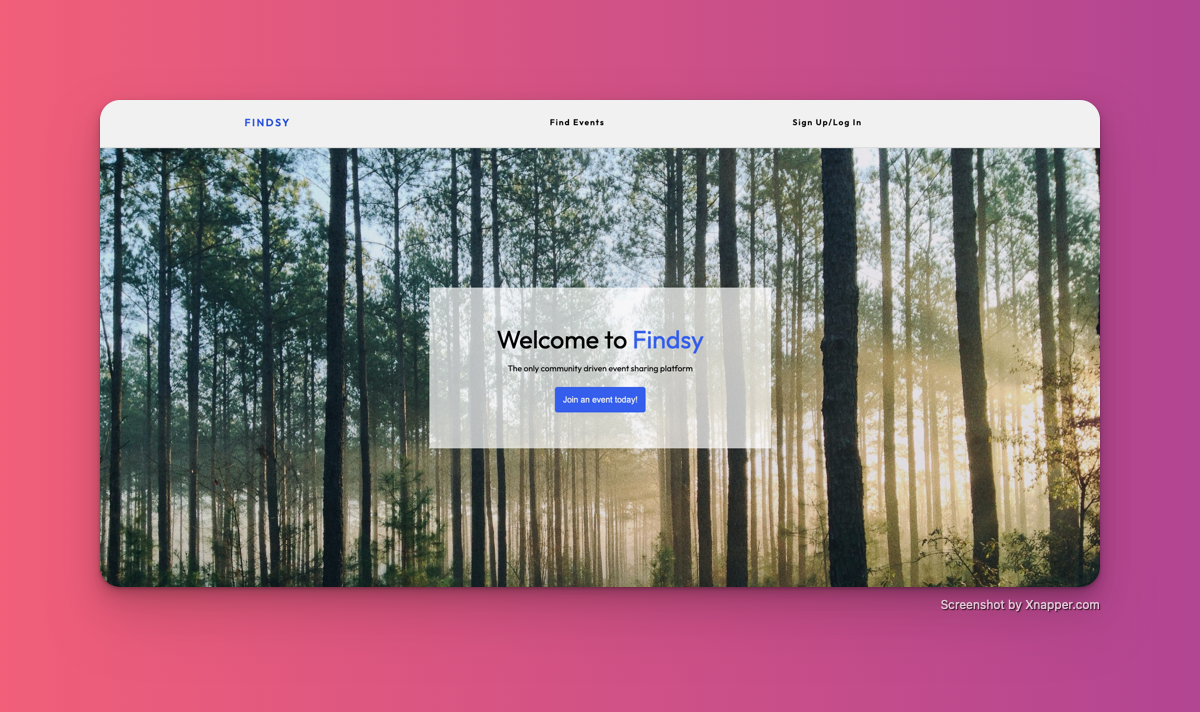 FINDSY
Find Events
Sign Up/Log In
Welcome to Findsy
The only community driven event sharing platform
Join an event today!
Screenshot by Xnapper.com